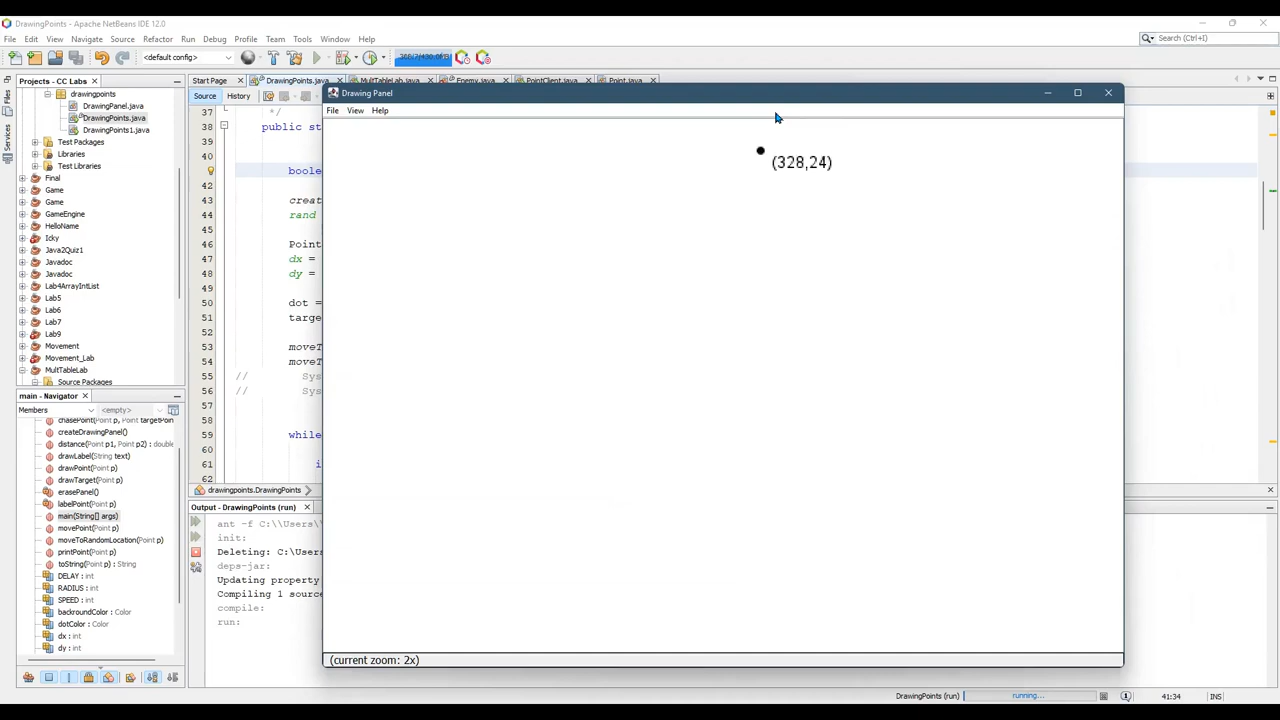 DrawingPoints - Apache NetBeans IDE 12.0
File Edit View Navigate Source Refactor Run Debug Profile Team Tools Window Help
Search (Ctrl+I)
<default config>
Projects - CC Labs
Start Page
DrawingPoints.java
MultTableLab.java
Enemy.java
PointClient.java
Point.java
Files
Services
drawingpoints
DrawingPanel.java
DrawingPoints.java
DrawingPoints1.java
Test Packages
Libraries
Test Libraries
Final
Game
Game
GameEngine
HelloName
Icky
Java2Quiz1
Javadoc
Javadoc
Lab4ArrayIntList
Lab5
Lab6
Lab7
Lab9
Movement
Movement_Lab
MultTableLab
Source Packages
Source History
37 */
38 public st
39
40
boole
42
43 creat
44 rand
45
46 Point
47 dx =
48 dy =
49
50 dot =
51 targe
52
53 moveT
54 moveT
55 // Sys
56 // Sys
57
58
59 while
60
61 i
62
drawingpoints.DrawingPoints
Drawing Panel
File View Help
(328,24)
(current zoom: 2x)
main - Navigator
Members <empty>
chasePoint(Point p, Point targetPoin
createDrawingPanel()
distance(Point p1, Point p2) : double
drawLabel(String text)
drawPoint(Point p)
drawTarget(Point p)
erasePanel()
labelPoint(Point p)
main(String[] args)
movePoint(Point p)
moveToRandomLocation(Point p)
printPoint(Point p)
toString(Point p) : String
DELAY : int
RADIUS : int
SPEED : int
backroundColor : Color
dotColor : Color
dx : int
dy : int
Output - DrawingPoints (run)
ant -f C:\\Users\\
init:
Deleting: C:\Users
deps-jar:
Updating property
Compiling 1 source
compile:
run:
DrawingPoints (run) running... 41:34 INS